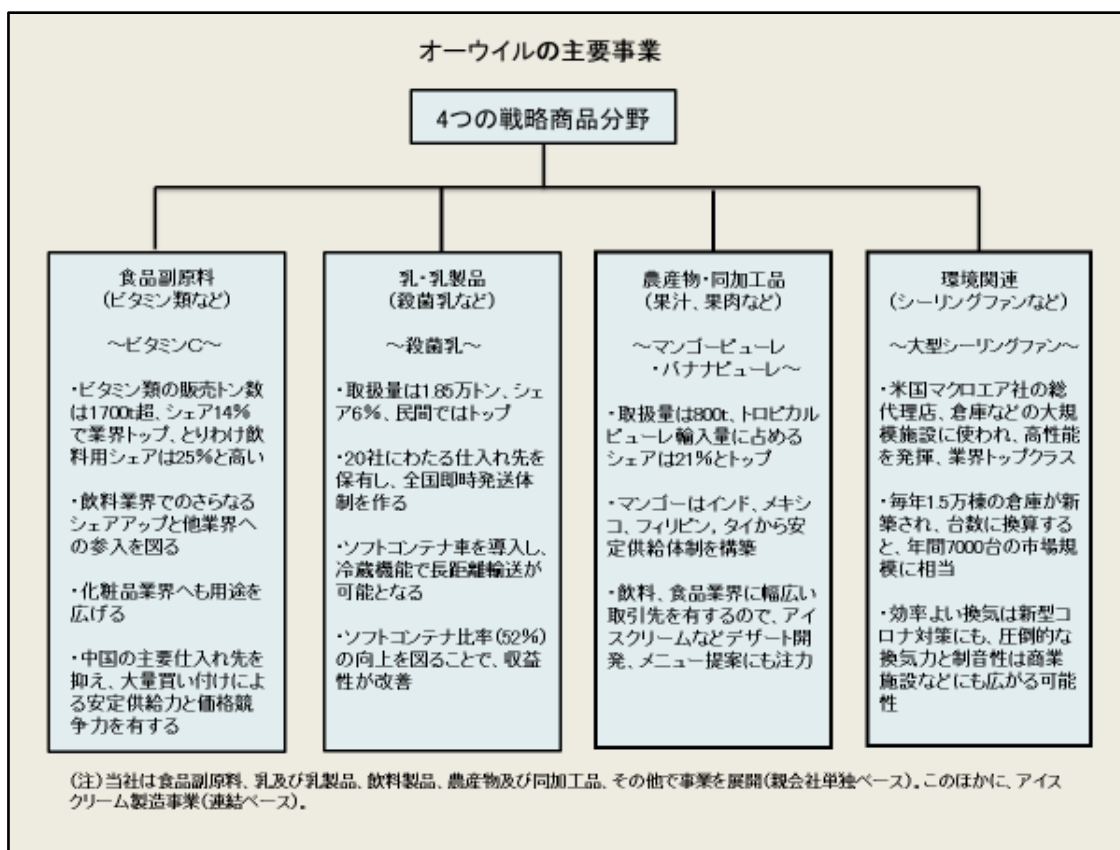 オーウイルの主要事業
4つの戦略商品分野
食品副原料
(ビタミン類など)
～ビタミンC～
・ビタミン類の販売トン数
は1700t超、シェア14%
で業界トップ、とりわけ飲
料用シェアは25%と高い
・飲料業界でのさらなる
シェアアップと他業界へ
の参入を図る
・化粧品業界へも用途を
広げる
・中国の主要仕入れ先を
抑え、大量買い付けによ
る安定供給力と価格競
争力を有する
乳・乳製品
(殺菌乳など)
～殺菌乳～
・取扱量は1.85万トン、シェ
ア6%、民間ではトップ
・20社にわたる仕入れ先を
保有し、全国即時発送体
制を作る
・ソフトコンテナ車を導入し、
冷蔵機能で長距離輸送が
可能となる
・ソフトコンテナ比率(52%)
の向上を図ることで、収益
性が改善
農産物・同加工品
(果汁、果肉など)
～マンゴーピューレ
・バナナピューレ～
・取扱量は800t、トロピカル
ピューレ輸入量に占める
シェアは21%とトップ
・マンゴーはインド、メキシ
コ、フィリピン，タイから安
定供給体制を構築
・飲料、食品業界に幅広い
取引先を有するので、アイ
スクリームなどデザート開
発、メニュー提案にも注力
環境関連
(シーリングファンなど)
～大型シーリングファン～
・米国マクロエア社の総
代理店、倉庫などの大規
模施設に使われ、高性能
を発揮、業界トップクラス
・毎年1.5万棟の倉庫が新
築され、台数に換算する
と、年間7000台の市場規
模に相当
・効率よい換気は新型コ
ロナ対策にも、圧倒的な
換気力と制音性は商業
施設などにも広がる可能
性
(注)当社は食品副原料、乳及び乳製品、飲料製品、農産物及び同加工品、その他で事業を展開(親会社単独ベース)。このほかに、アイス
クリーム製造事業(連結ベース)。